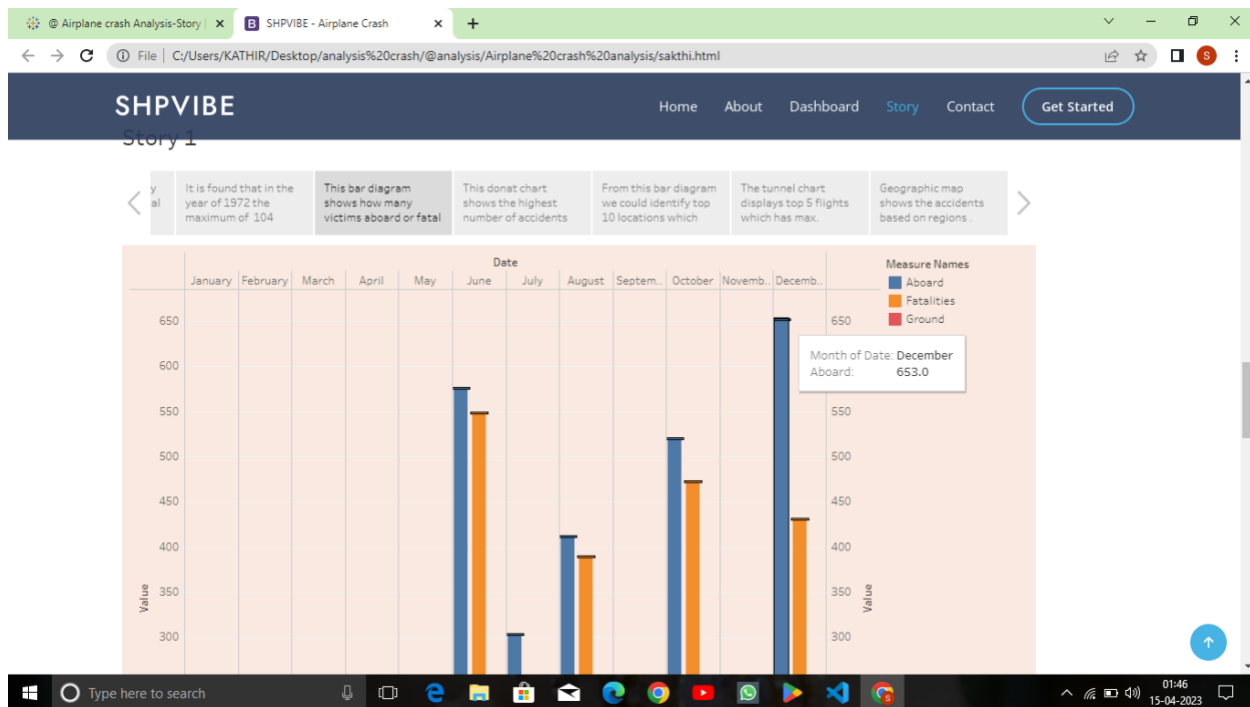 @ Airplane crash Analysis-Story |
SHPVIBE - Airplane Crash
File | C:/Users/KATHIR/Desktop/analysis%20crash/@analysis/Airplane%20crash%20analysis/sakthi.html
S
SHPVIBE
Home About Dashboard Story Contact Get Started
Story 1
y
al
It is found that in the
year of 1972 the
maximum of 104
This bar diagram
shows how many
victims aboard or fatal
This donat chart
shows the highest
number of accidents
From this bar diagram
we could identify top
10 locations which
The tunnel chart
displays top 5 flights
which has max.
Geographic map
shows the accidents
based on regions .
Date
January February March April May June July August Septem.. October Novemb.. Decemb..
Measure Names
Aboard
Fatalities
Ground
650 650
600
550 550
500 500
450 450
400 400
350 350
300 300
Value Value
Month of Date: December
Aboard: 653.0
Type here to search
01:46
15-04-2023